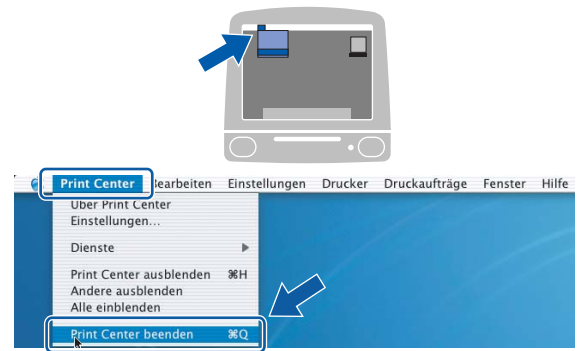 Print Center Bearbeiten Einstellungen Drucker Druckaufträge Fenster Hilfe
Über Print Center
Einstellungen...
Dienste
Print Center ausblenden ⌘H
Andere ausblenden
Alle einblenden
Print Center beenden ⌘Q